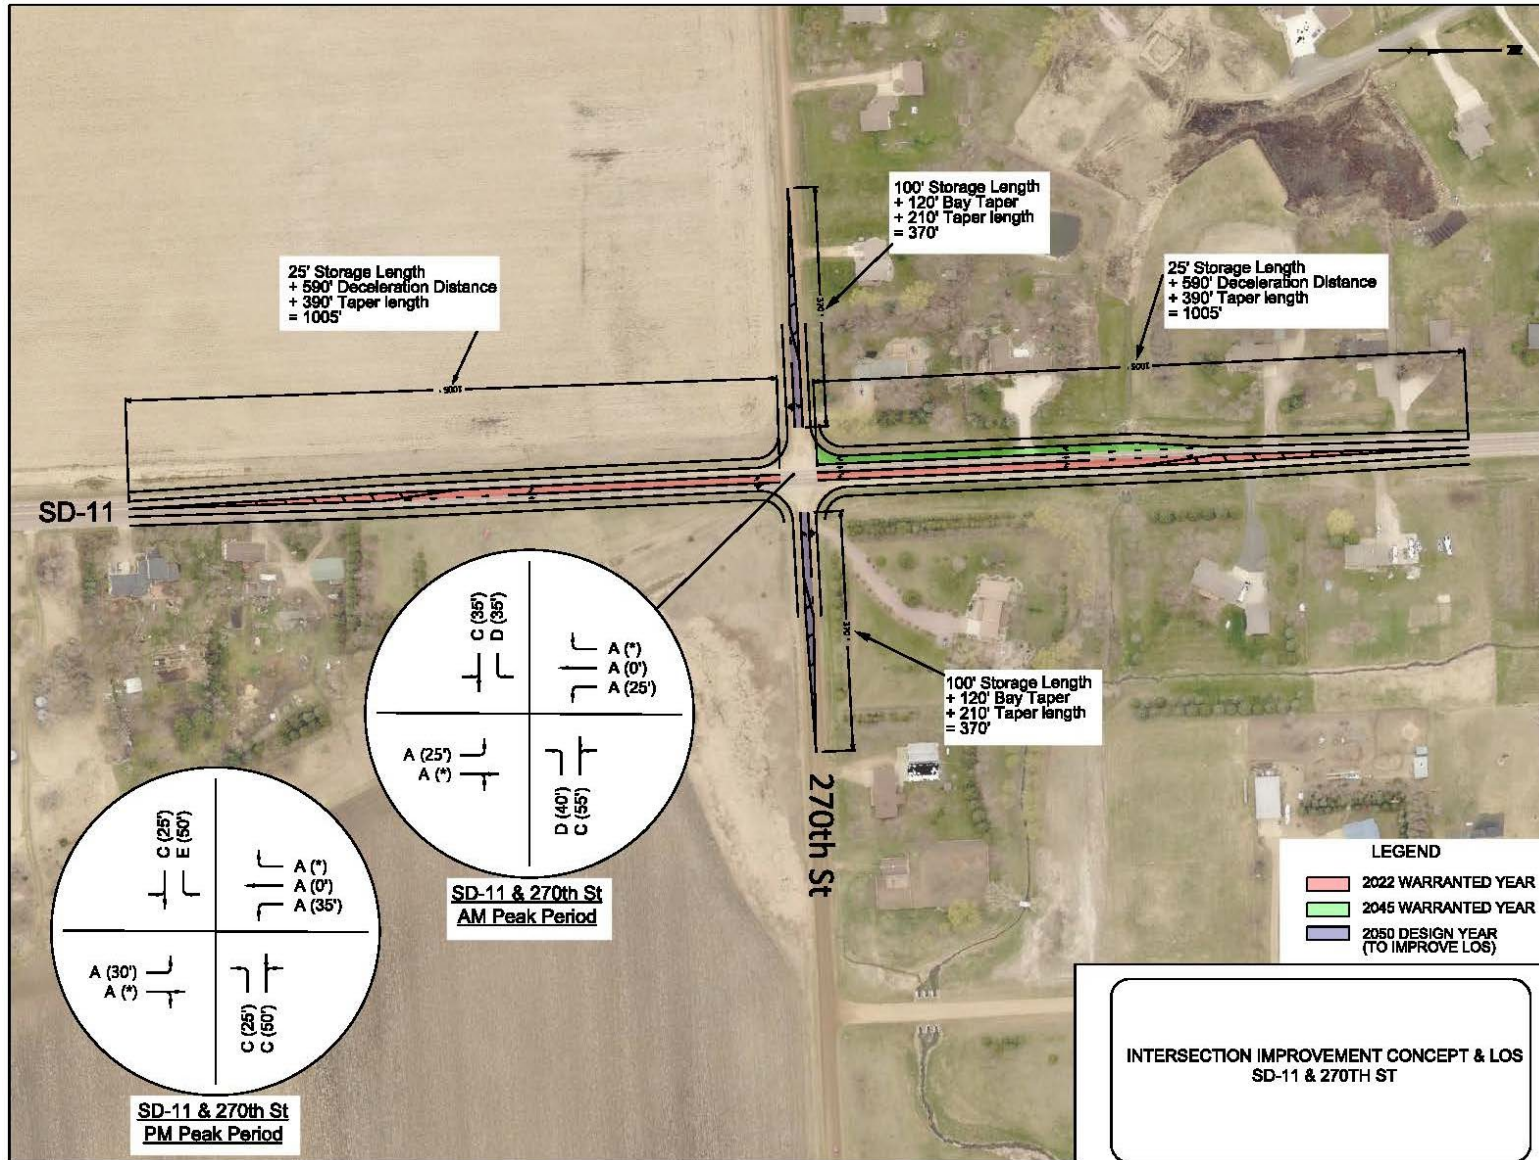 100' Storage Length
+ 120' Bay Taper
+ 210' Taper length
= 370'
25' Storage Length
+ 590' Deceleration Distance
+ 390' Taper length
= 1005'
25' Storage Length
+ 590' Deceleration Distance
+ 390' Taper length
= 1005'
370'
1005'
1005'
SD-11
370'
100' Storage Length
+ 120' Bay Taper
+ 210' Taper length
= 370'
270th St
C (35')
D (35')
A (*)
A (0')
A (25')
A (25')
A (*)
D (40')
C (55')
SD-11 & 270th St
AM Peak Period
C (25')
E (50')
A (*)
A (0')
A (35')
A (30')
A (*)
C (25')
C (50')
SD-11 & 270th St
PM Peak Period
LEGEND
2022 WARRANTED YEAR
2045 WARRANTED YEAR
2050 DESIGN YEAR
(TO IMPROVE LOS)
INTERSECTION IMPROVEMENT CONCEPT & LOS
SD-11 & 270TH ST